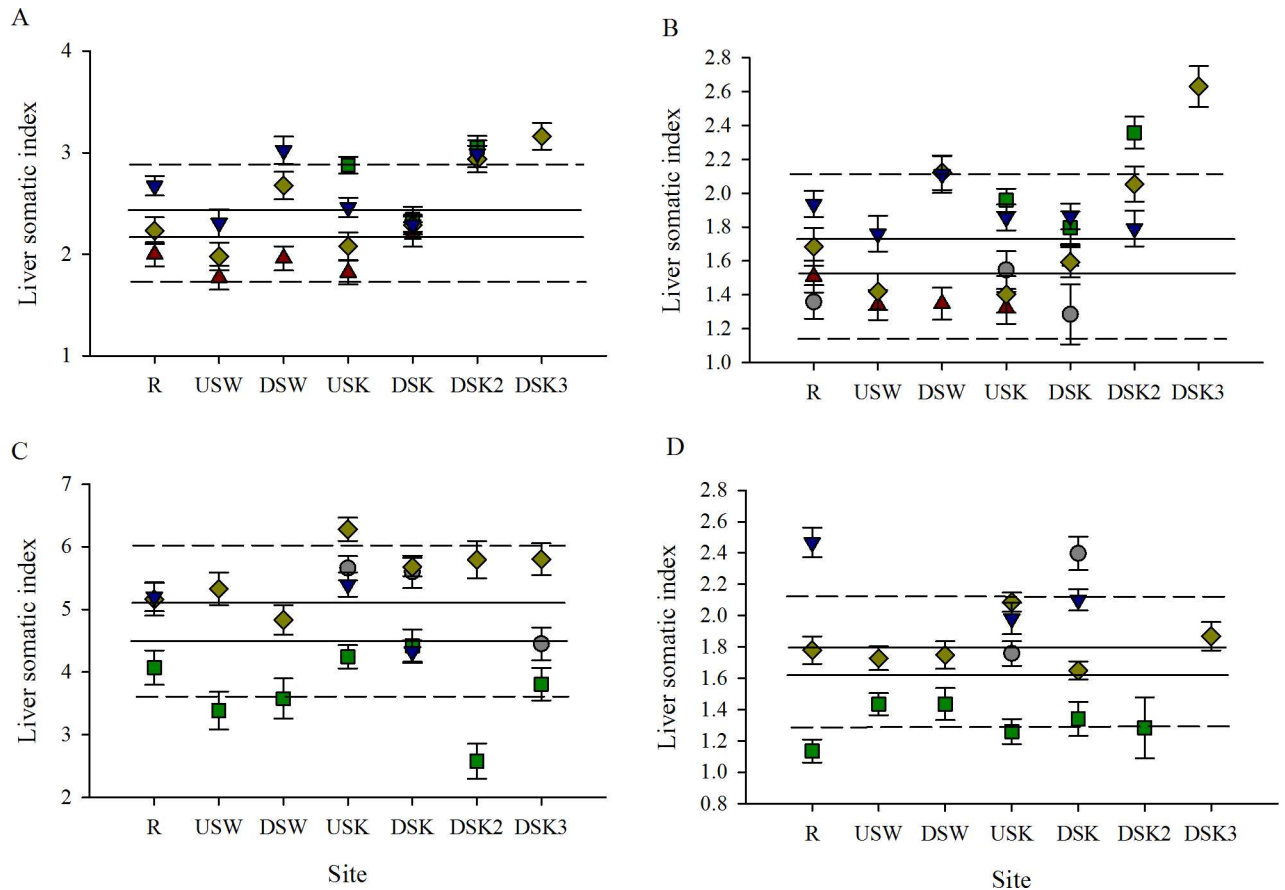 A
Liver somatic index
4
3
2
1
R USW DSW USK DSK DSK2 DSK3
B
Liver somatic index
2.8
2.6
2.4
2.2
2.0
1.8
1.6
1.4
1.2
1.0
R USW DSW USK DSK DSK2 DSK3
C
Liver somatic index
7
6
5
4
3
2
R USW DSW USK DSK DSK2 DSK3
Site
D
Liver somatic index
2.8
2.6
2.4
2.2
2.0
1.8
1.6
1.4
1.2
1.0
0.8
R USW DSW USK DSK DSK2 DSK3
Site